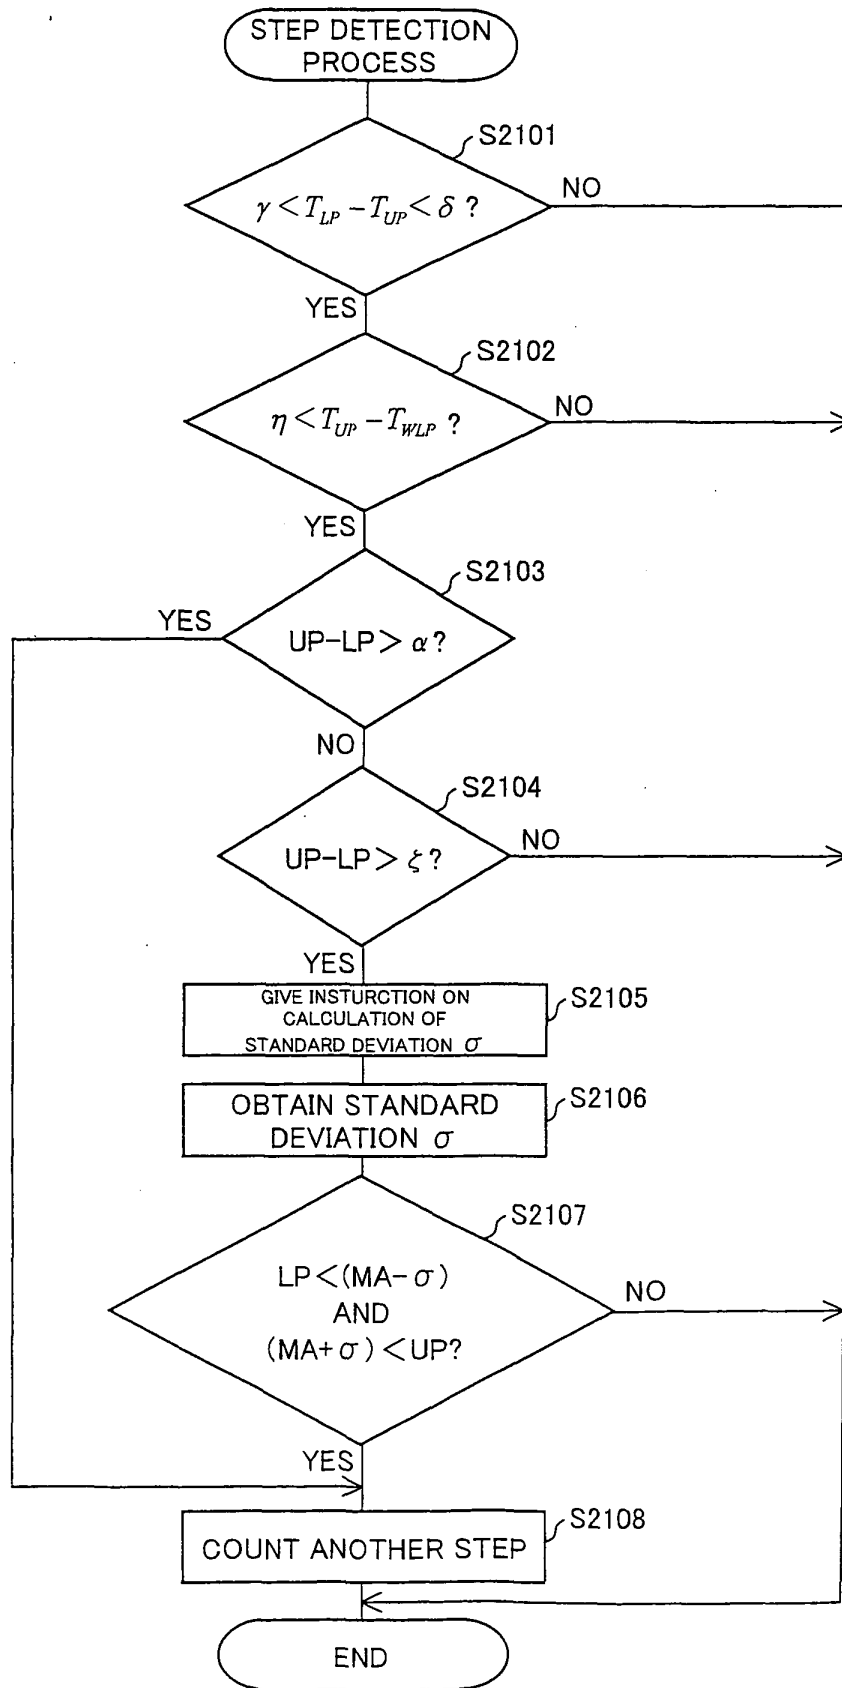 STEP DETECTION
PROCESS
S2101
γ < T_LP − T_UP < δ ?
NO
YES
S2102
η < T_UP − T_WLP ?
NO
YES
S2103
YES
UP-LP > α?
NO
S2104
UP-LP > ζ?
NO
YES
GIVE INSTURCTION ON
CALCULATION OF
STANDARD DEVIATION σ
S2105
OBTAIN STANDARD
DEVIATION σ
S2106
S2107
LP<(MA-σ)
AND
(MA+σ)<UP?
NO
YES
S2108
COUNT ANOTHER STEP
END